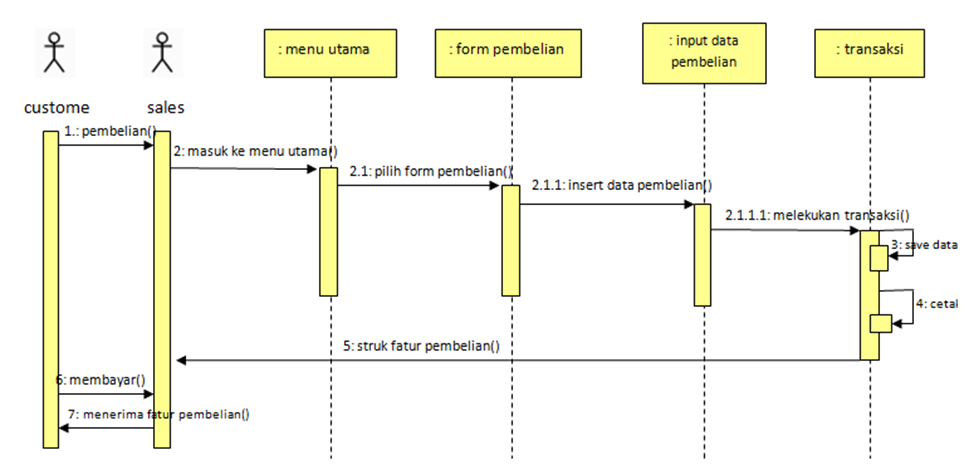 : menu utama
: form pembelian
: input data
pembelian
: transaksi
custome
sales
1.: pembelian()
2: masuk ke menu utama()
2.1: pilih form pembelian()
2.1.1: insert data pembelian()
2.1.1.1: melekukan transaksi()
3: save data
4: cetal
5: struk fatur pembelian()
6: membayar()
7: menerima fatur pembelian()